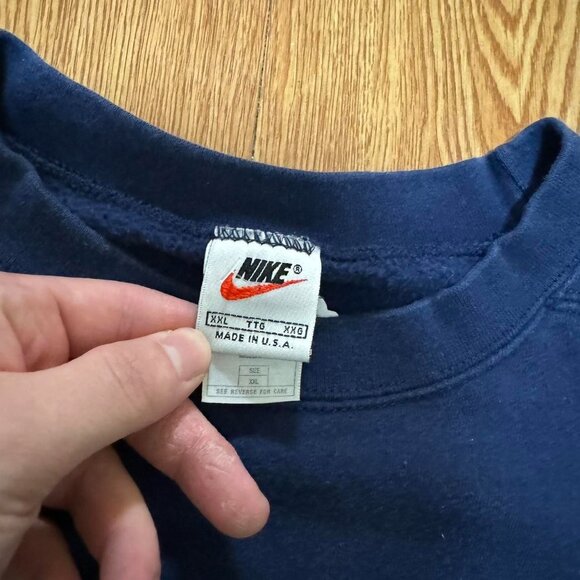 NIKE®
XXL TTG XXG
MADE IN U.S.A.
SIZE
XXL
SEE REVERSE FOR CARE